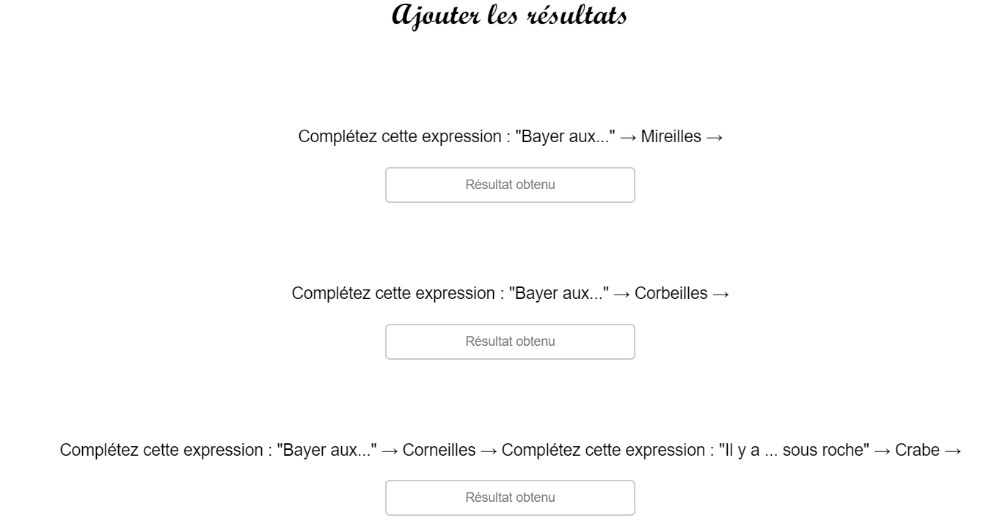 Ajouter les résultats
Complétez cette expression : "Bayer aux..." → Mireilles →
Résultat obtenu
Complétez cette expression : "Bayer aux..." → Corbeilles →
Résultat obtenu
Complétez cette expression : "Bayer aux..." → Corneilles → Complétez cette expression : "Il y a ... sous roche" → Crabe →
Résultat obtenu